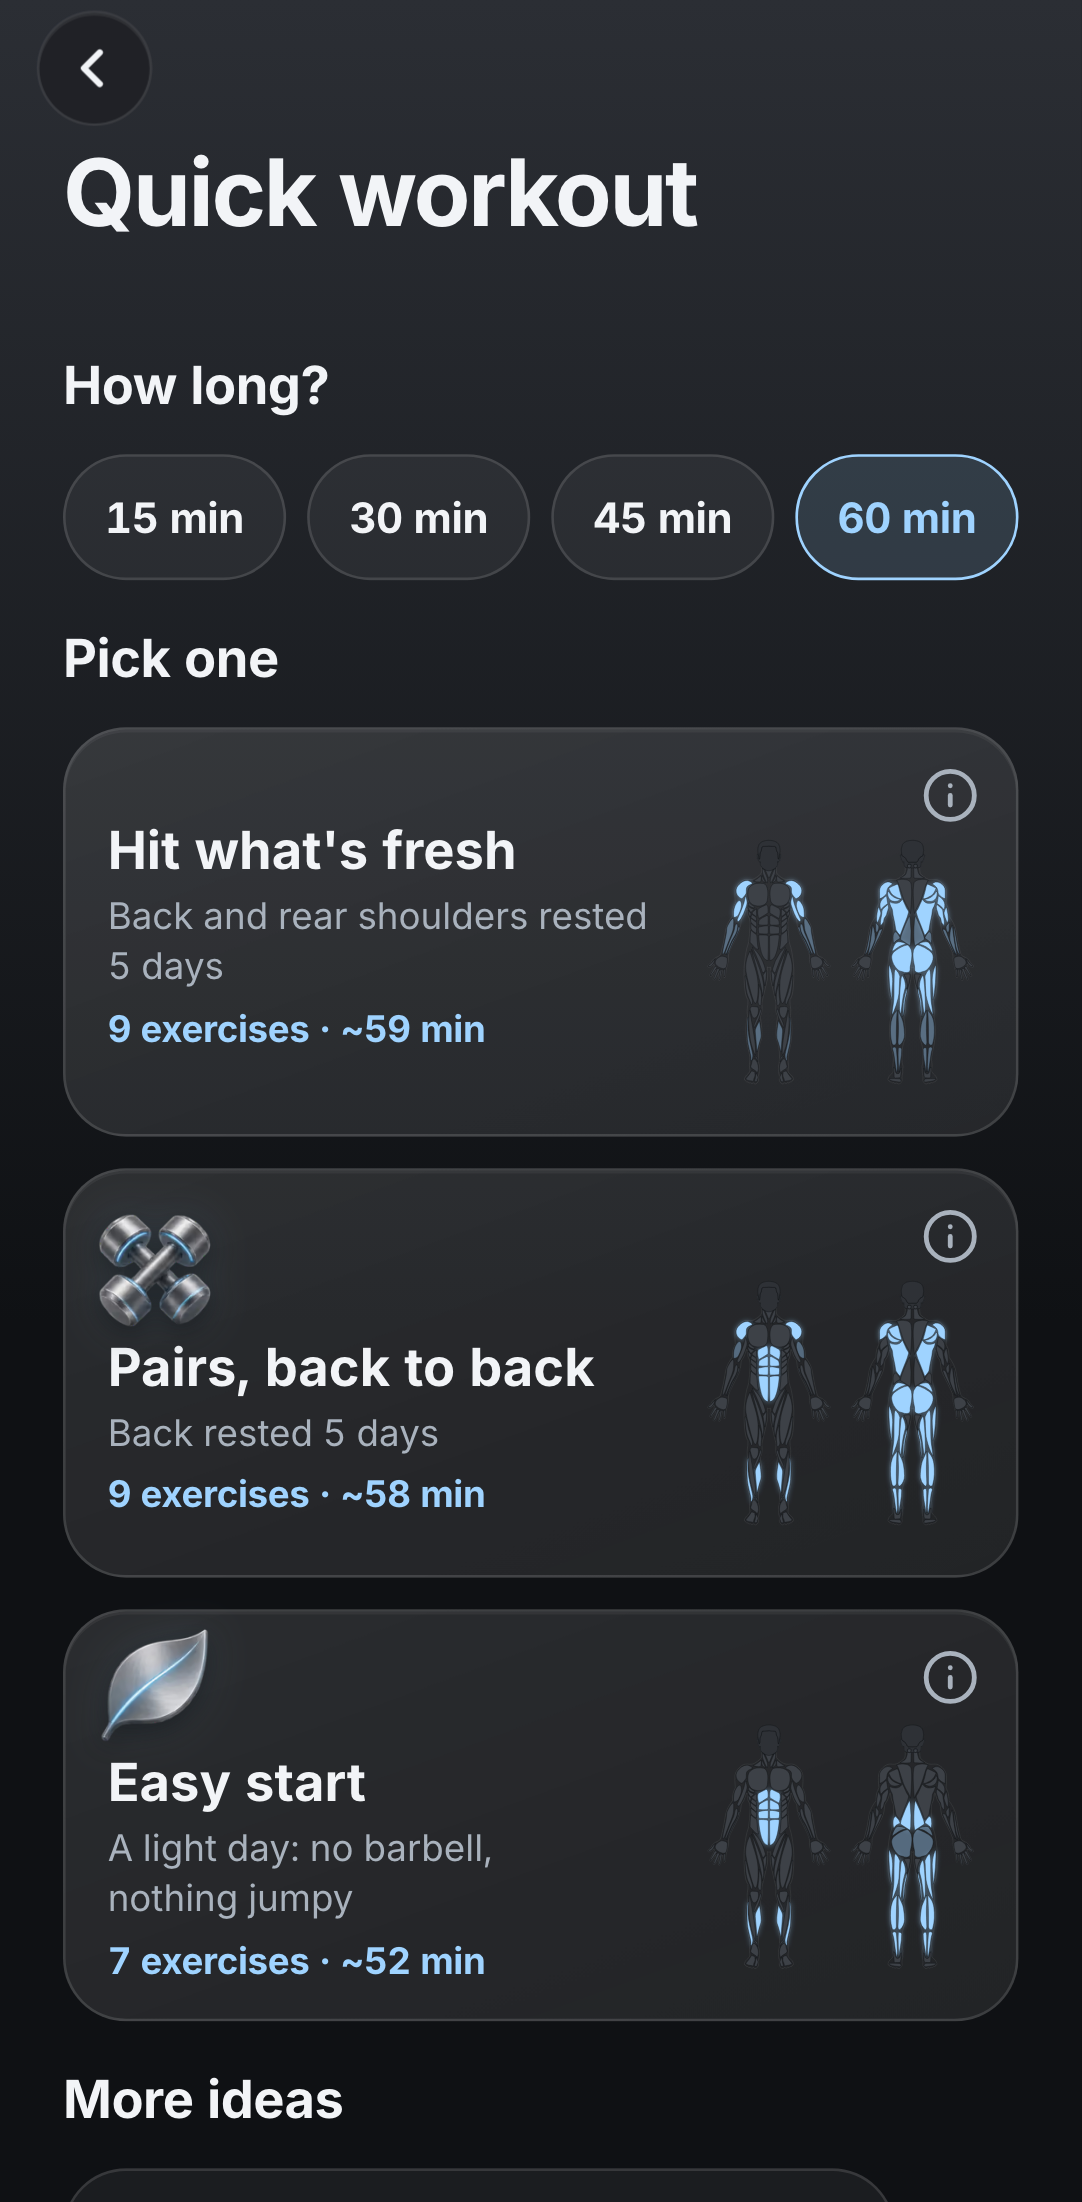 Quick workout
How long?
15 min 30 min 45 min 60 min
Pick one
Hit what's fresh
Back and rear shoulders rested
5 days
9 exercises · ~59 min
Pairs, back to back
Back rested 5 days
9 exercises · ~58 min
Easy start
A light day: no barbell,
nothing jumpy
7 exercises · ~52 min
More ideas